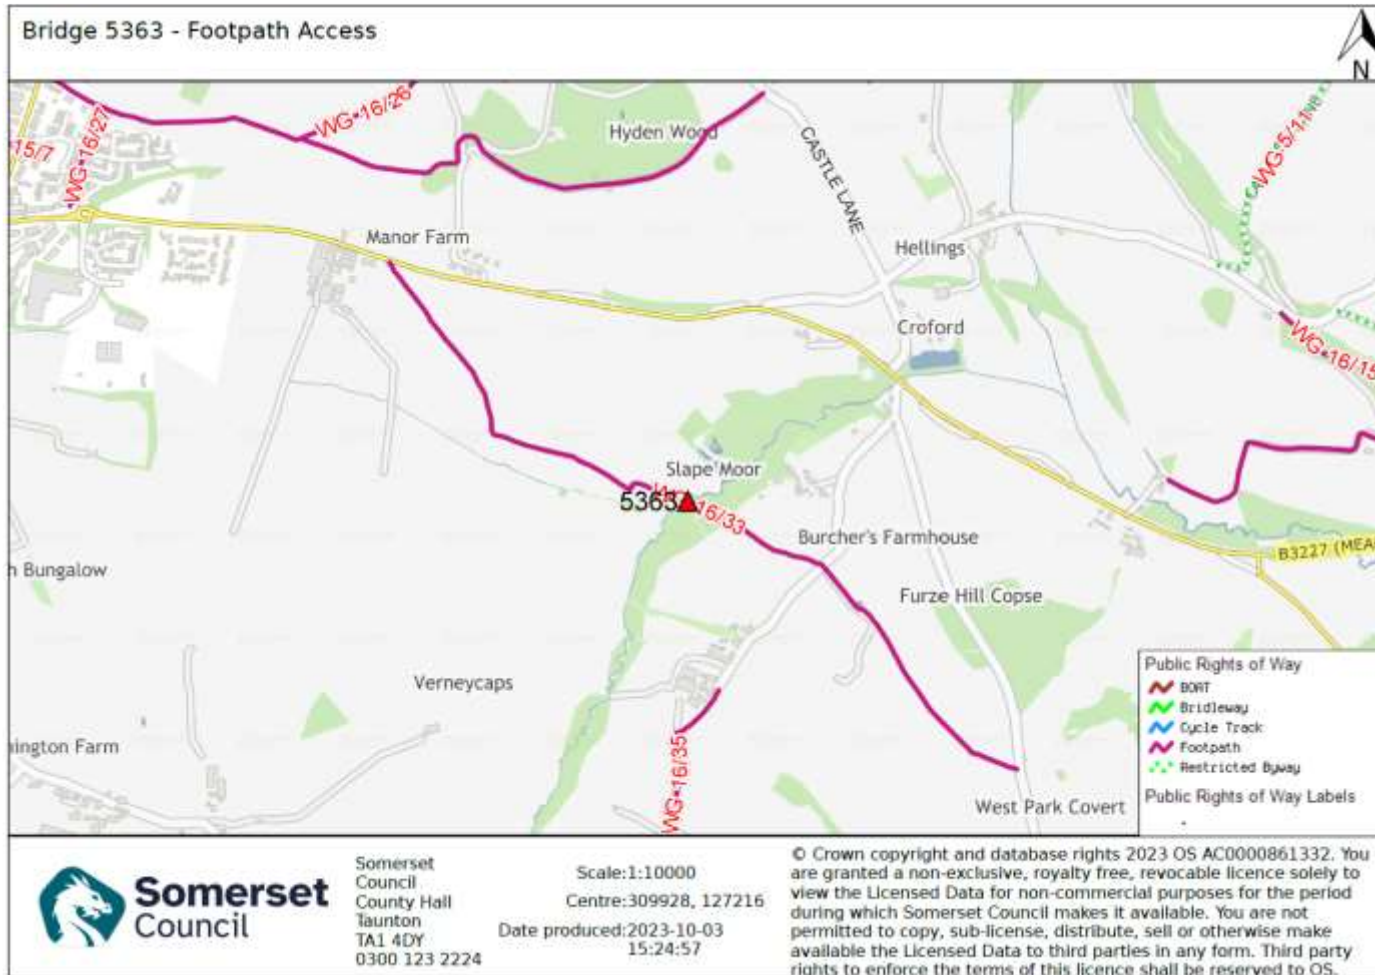 Bridge 5363 - Footpath Access
N
WG•16/26
WG•16/27
15/7
Hyden Wood
CASTLE LANE
WG•5/11
Manor Farm
Hellings
Croford
WG•16/15
Slape Moor
5363
16/33
Burcher's Farmhouse
B3227 (MEA
h Bungalow
Furze Hill Copse
Verneycaps
ington Farm
WG•16/35
West Park Covert
Public Rights of Way
BOAT
Bridleway
Cycle Track
Footpath
Restricted Byway
Public Rights of Way Labels
Somerset
Council
Somerset
Council
County Hall
Taunton
TA1 4DY
0300 123 2224
Scale:1:10000
Centre:309928, 127216
Date produced:2023-10-03
15:24:57
© Crown copyright and database rights 2023 OS AC0000861332. You
are granted a non-exclusive, royalty free, revocable licence solely to
view the Licensed Data for non-commercial purposes for the period
during which Somerset Council makes it available. You are not
permitted to copy, sub-license, distribute, sell or otherwise make
available the Licensed Data to third parties in any form. Third party
rights to enforce the terms of this licence shall be reserved to OS.